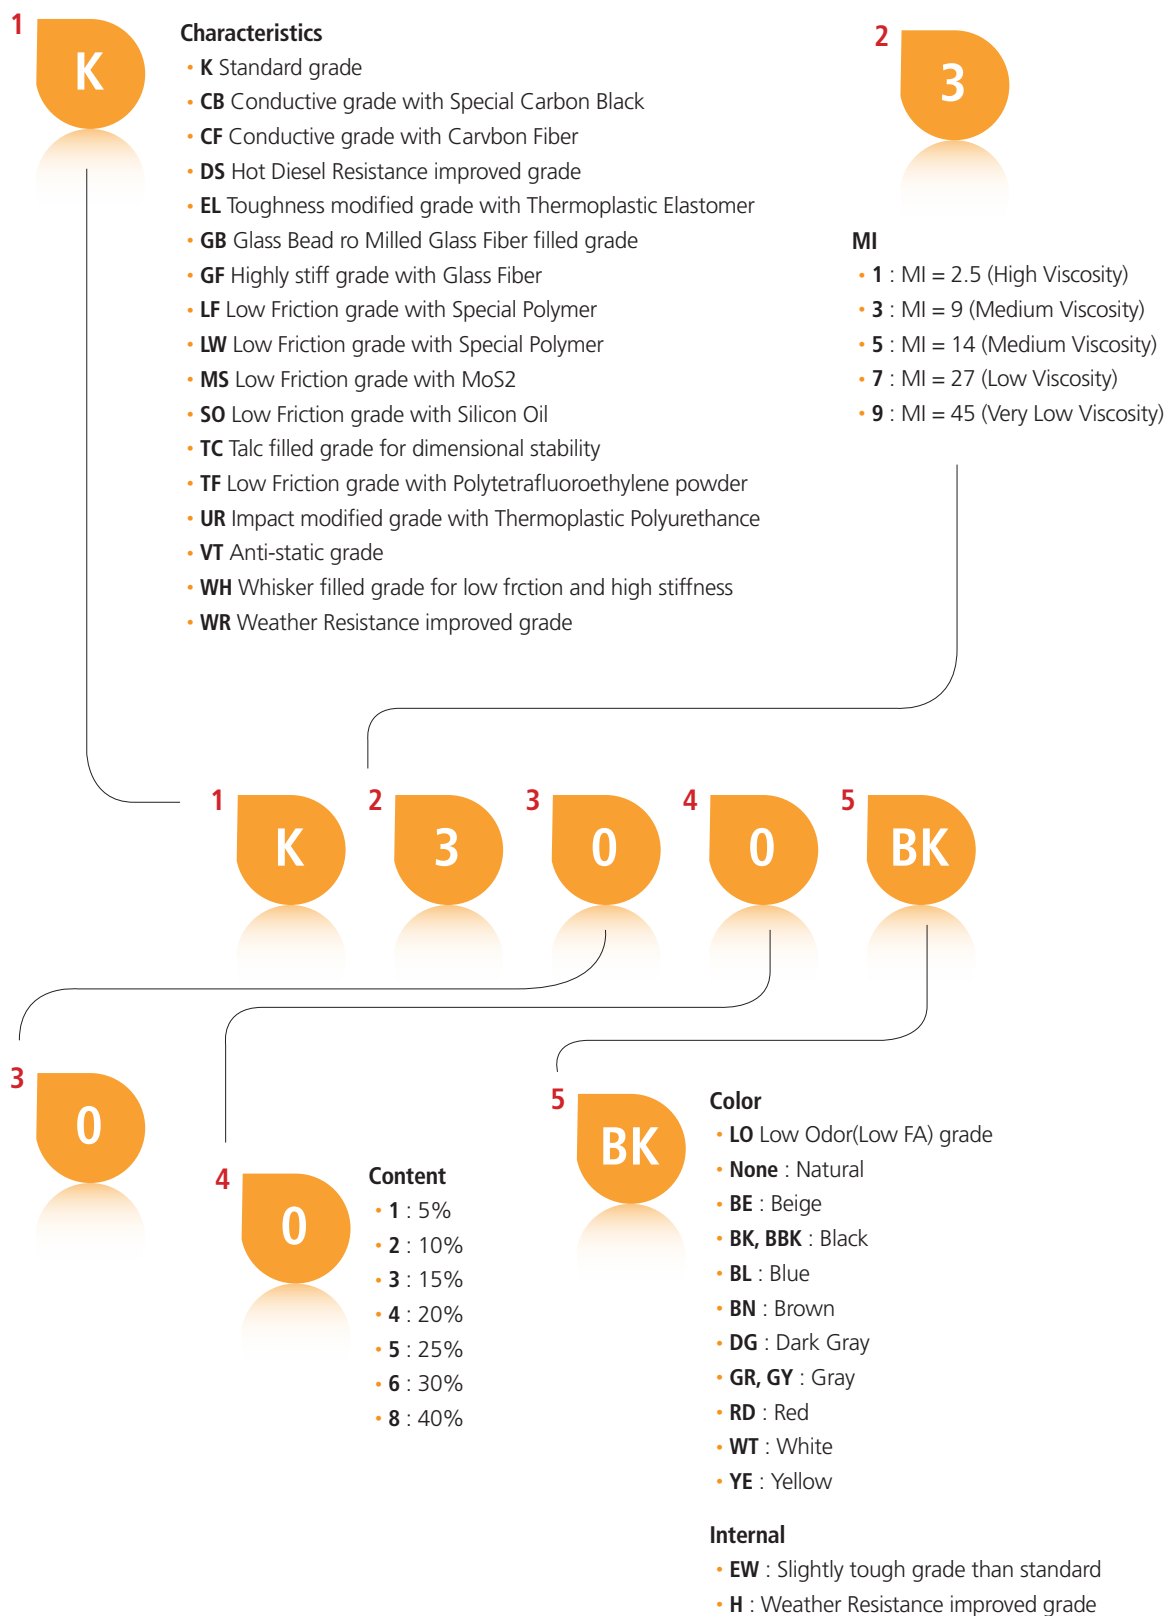 1
K
Characteristics
• K Standard grade
• CB Conductive grade with Special Carbon Black
• CF Conductive grade with Carvbon Fiber
• DS Hot Diesel Resistance improved grade
• EL Toughness modified grade with Thermoplastic Elastomer
• GB Glass Bead ro Milled Glass Fiber filled grade
• GF Highly stiff grade with Glass Fiber
• LF Low Friction grade with Special Polymer
• LW Low Friction grade with Special Polymer
• MS Low Friction grade with MoS2
• SO Low Friction grade with Silicon Oil
• TC Talc filled grade for dimensional stability
• TF Low Friction grade with Polytetrafluoroethylene powder
• UR Impact modified grade with Thermoplastic Polyurethance
• VT Anti-static grade
• WH Whisker filled grade for low frction and high stiffness
• WR Weather Resistance improved grade
2
3
MI
• 1 : MI = 2.5 (High Viscosity)
• 3 : MI = 9 (Medium Viscosity)
• 5 : MI = 14 (Medium Viscosity)
• 7 : MI = 27 (Low Viscosity)
• 9 : MI = 45 (Very Low Viscosity)
1 2 3 4 5
K 3 0 0 BK
3
0
4
0
Content
• 1 : 5%
• 2 : 10%
• 3 : 15%
• 4 : 20%
• 5 : 25%
• 6 : 30%
• 8 : 40%
5
BK
Color
• LO Low Odor(Low FA) grade
• None : Natural
• BE : Beige
• BK, BBK : Black
• BL : Blue
• BN : Brown
• DG : Dark Gray
• GR, GY : Gray
• RD : Red
• WT : White
• YE : Yellow
Internal
• EW : Slightly tough grade than standard
• H : Weather Resistance improved grade